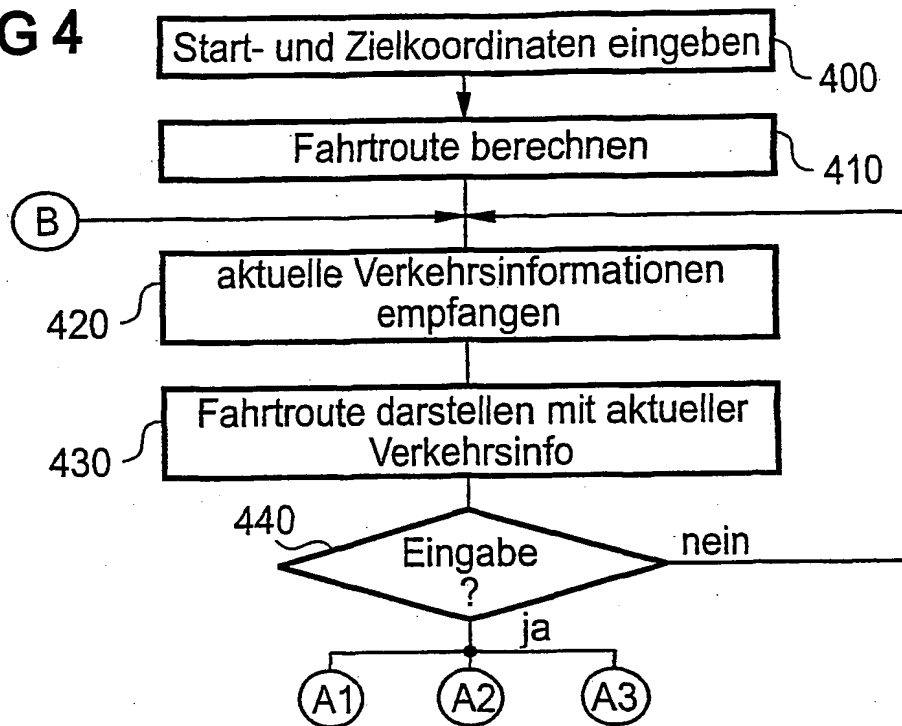 G 4
Start- und Zielkoordinaten eingeben
400
Fahrtroute berechnen
410
B
aktuelle Verkehrsinformationen
empfangen
420
Fahrtroute darstellen mit aktueller
Verkehrsinfo
430
440
Eingabe
?
nein
ja
A1
A2
A3